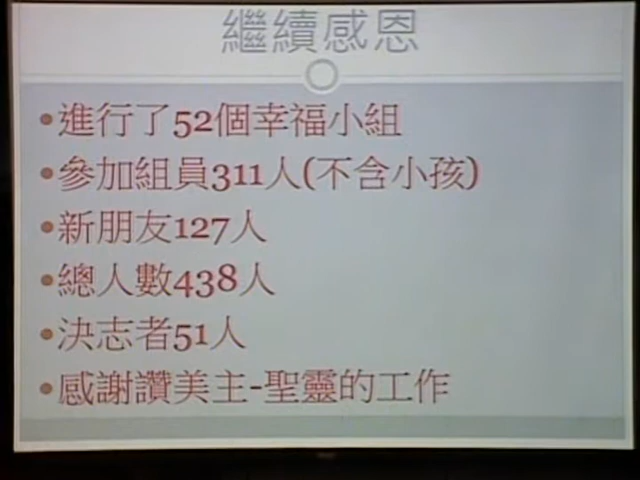 繼續感恩
•進行了52個幸福小組
•參加組員311人(不含小孩)
•新朋友127人
•總人數438人
•決志者51人
•感謝讚美主-聖靈的工作